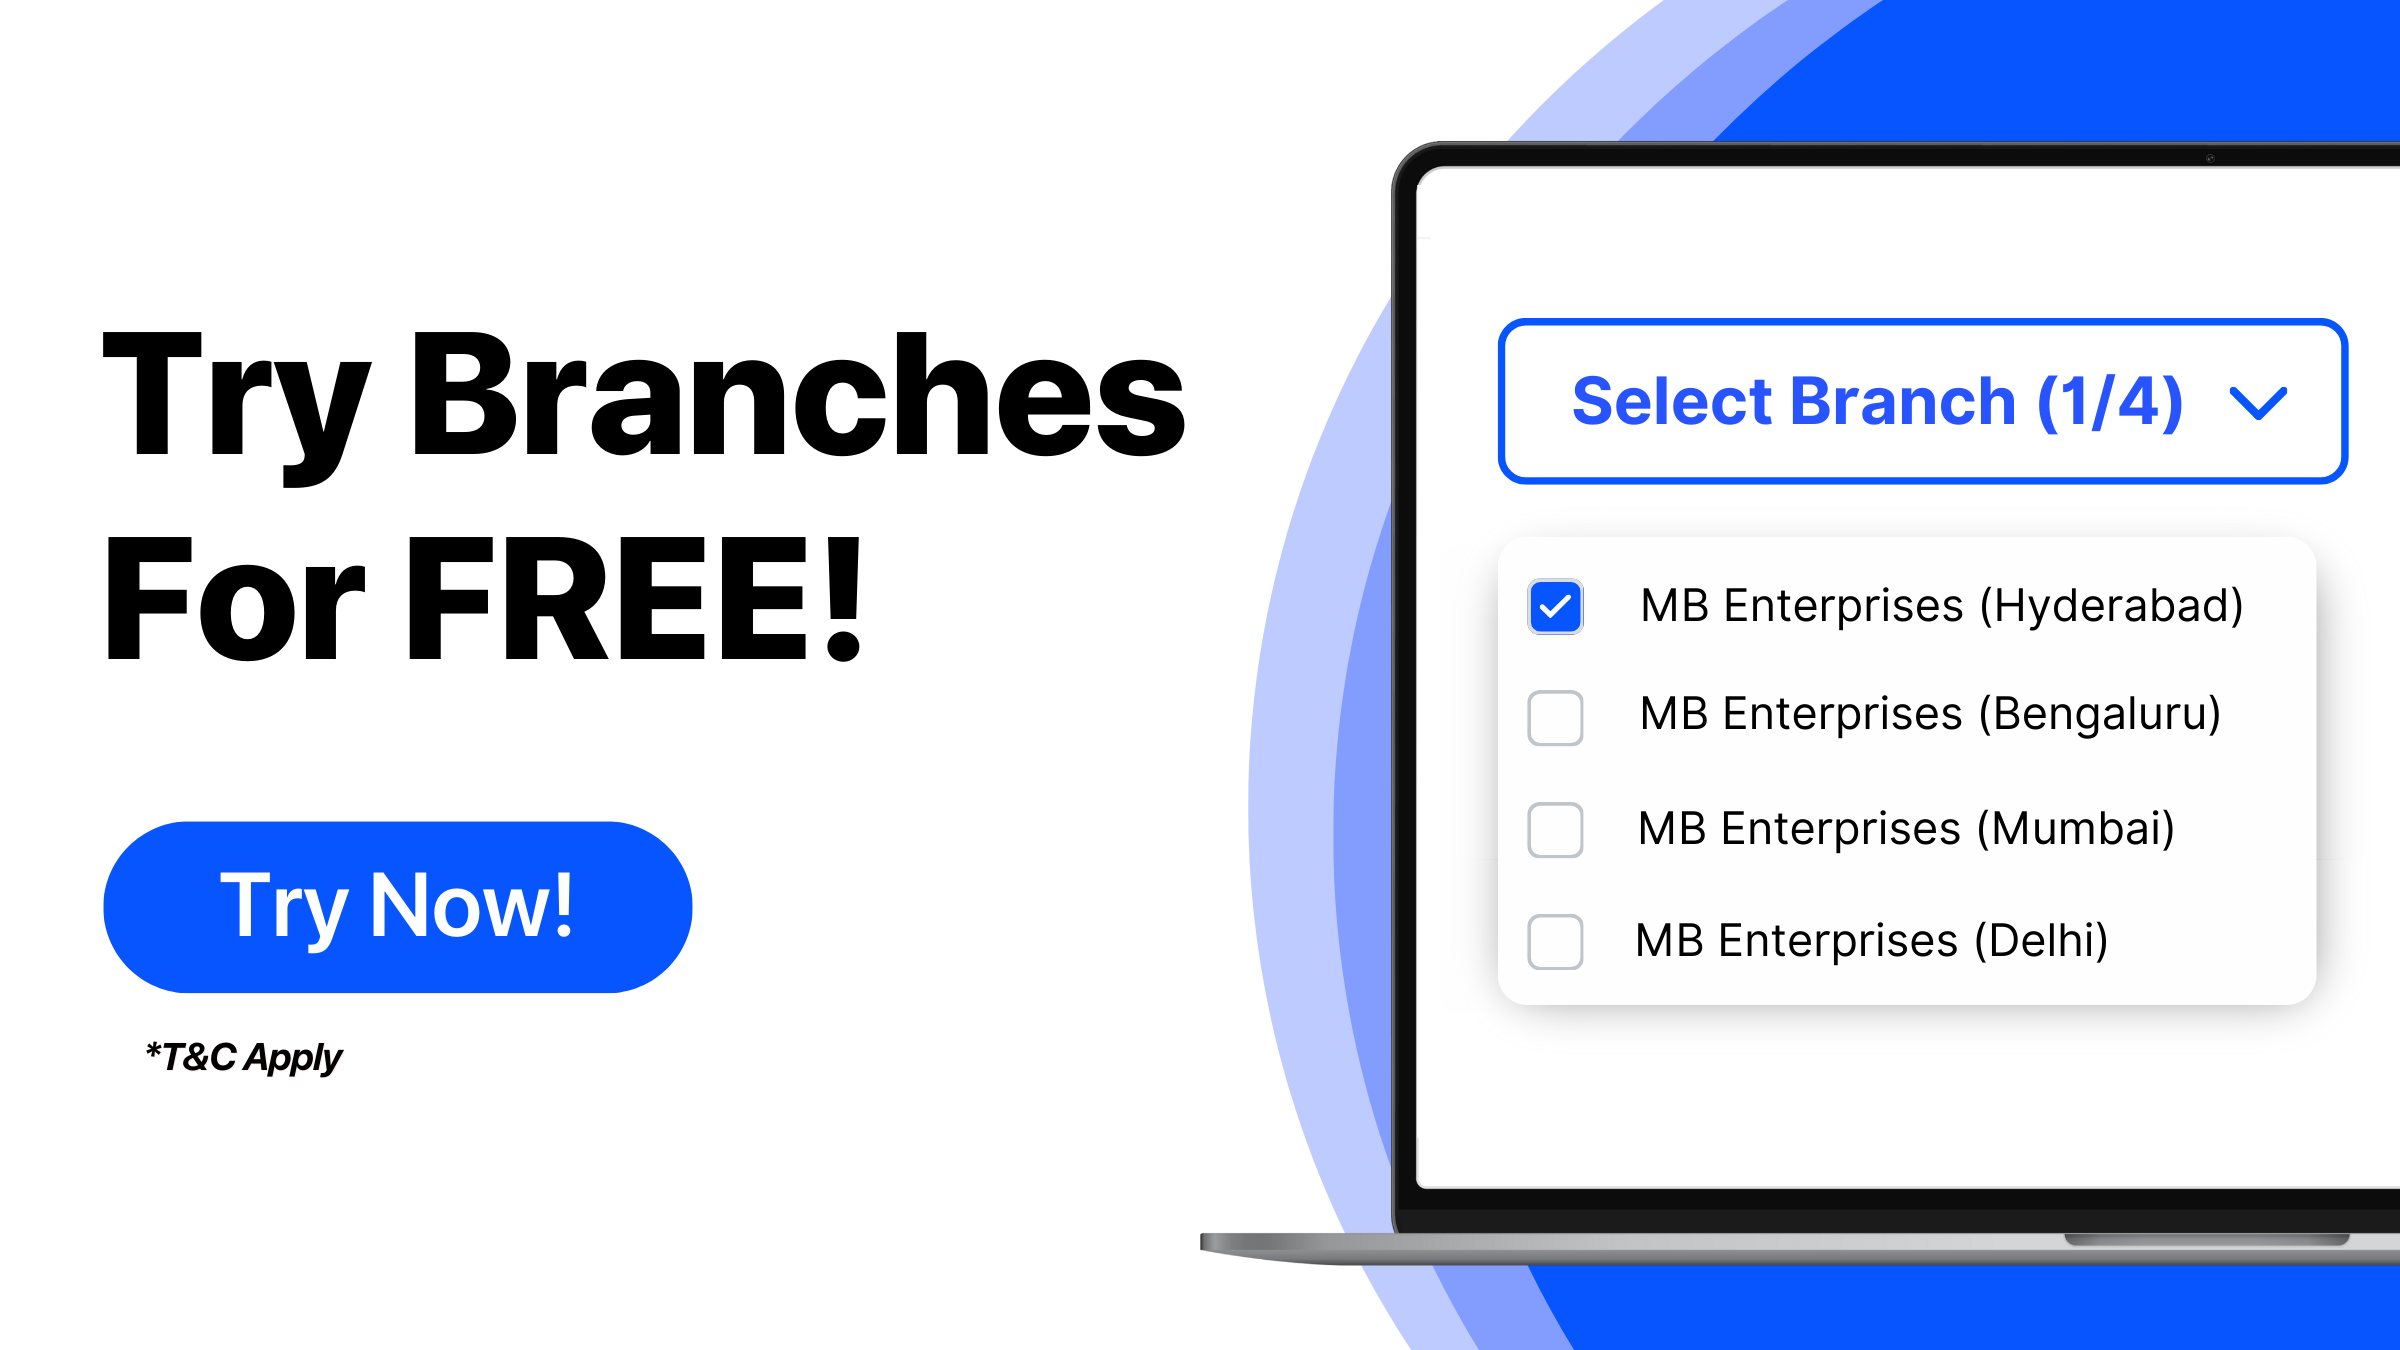 Try Branches
For FREE!
Try Now!
*T&C Apply
Select Branch (1/4)
MB Enterprises (Hyderabad)
MB Enterprises (Bengaluru)
MB Enterprises (Mumbai)
MB Enterprises (Delhi)